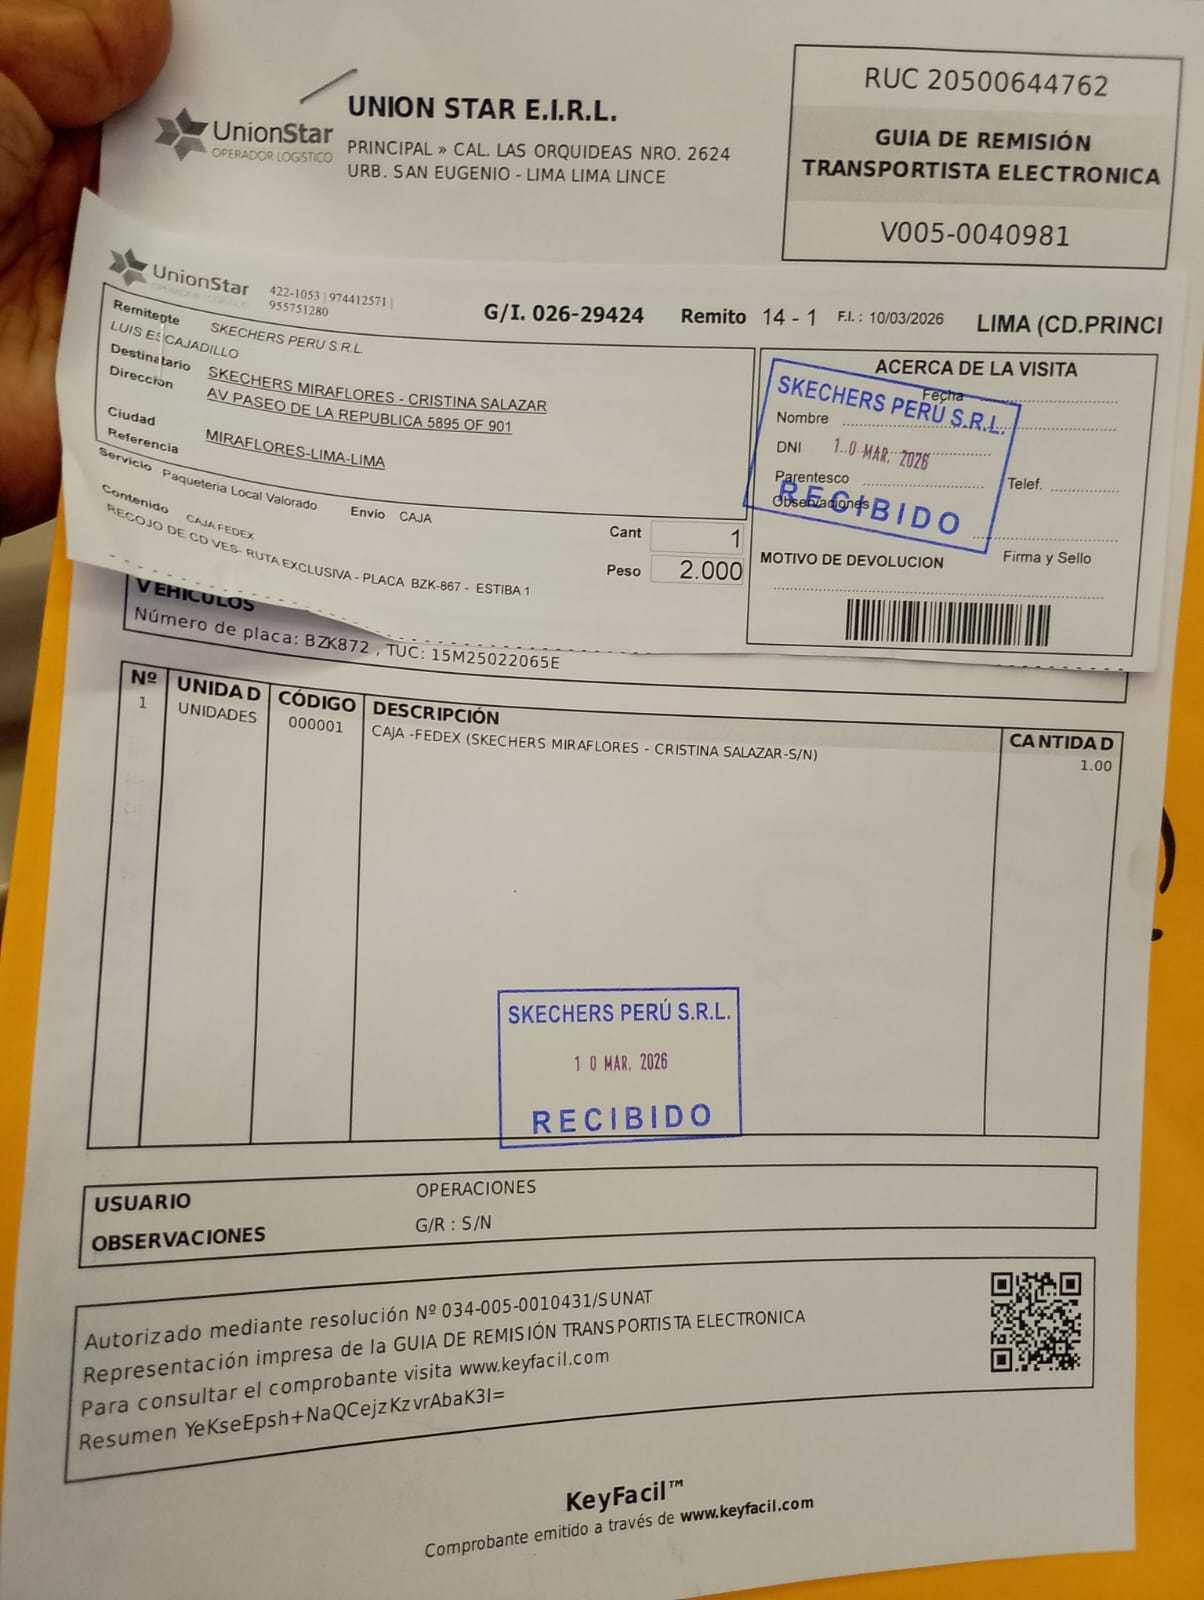 UnionStar
OPERADOR LOGISTICO
UNION STAR E.I.R.L.
PRINCIPAL » CAL. LAS ORQUIDEAS NRO. 2624
URB. SAN EUGENIO - LIMA LIMA LINCE
RUC 20500644762
GUIA DE REMISIÓN
TRANSPORTISTA ELECTRONICA
V005-0040981
UnionStar
OPERADOR LOGISTICO
422-1053 | 974412571 |
955751280
G/I. 026-29424 Remito 14 - 1 F.I. : 10/03/2026 LIMA (CD.PRINCI
Remitente SKECHERS PERU S.R.L
LUIS ESCAJADILLO
Destinatario SKECHERS MIRAFLORES - CRISTINA SALAZAR
Direccion AV PASEO DE LA REPUBLICA 5895 OF 901
Ciudad MIRAFLORES-LIMA-LIMA
Referencia
Servicio Paqueteria Local Valorado Envio CAJA
Contenido CAJA FEDEX
RECOJO DE CD VES- RUTA EXCLUSIVA - PLACA BZK-867 - ESTIBA 1
Cant 1
Peso 2.000
ACERCA DE LA VISITA
Fecha
Nombre
DNI
Parentesco Telef.
Observaciones
Firma y Sello
MOTIVO DE DEVOLUCION
SKECHERS PERÚ S.R.L.
10 MAR. 2026
RECIBIDO
VEHICULOS
Número de placa: BZK872 , TUC: 15M25022065E
Nº UNIDAD CÓDIGO DESCRIPCIÓN CANTIDAD
1 UNIDADES 000001 CAJA -FEDEX (SKECHERS MIRAFLORES - CRISTINA SALAZAR-S/N) 1.00
SKECHERS PERÚ S.R.L.
10 MAR. 2026
RECIBIDO
USUARIO OPERACIONES
OBSERVACIONES G/R : S/N
Autorizado mediante resolución Nº 034-005-0010431/SUNAT
Representación impresa de la GUIA DE REMISIÓN TRANSPORTISTA ELECTRONICA
Para consultar el comprobante visita www.keyfacil.com
Resumen YeKseEpsh+NaQCejzKzvrAbaK3I=
KeyFacil™
Comprobante emitido a través de www.keyfacil.com